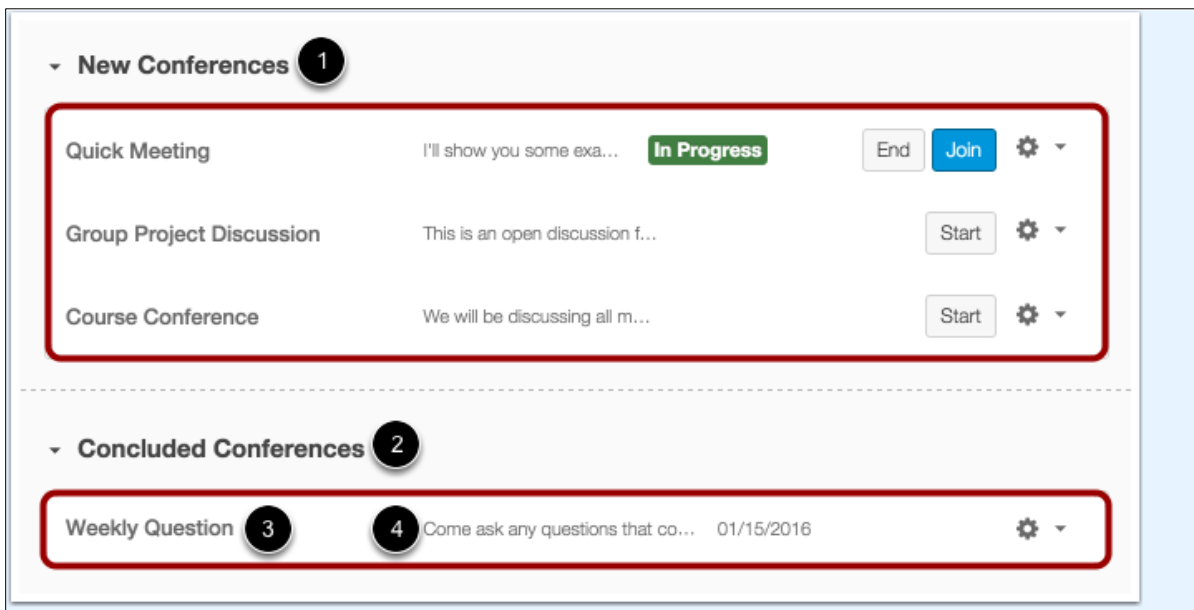 New Conferences 1
Quick Meeting I'll show you some exa... In Progress End Join
Group Project Discussion This is an open discussion f... Start
Course Conference We will be discussing all m... Start
Concluded Conferences 2
Weekly Question 3 4 Come ask any questions that co... 01/15/2016